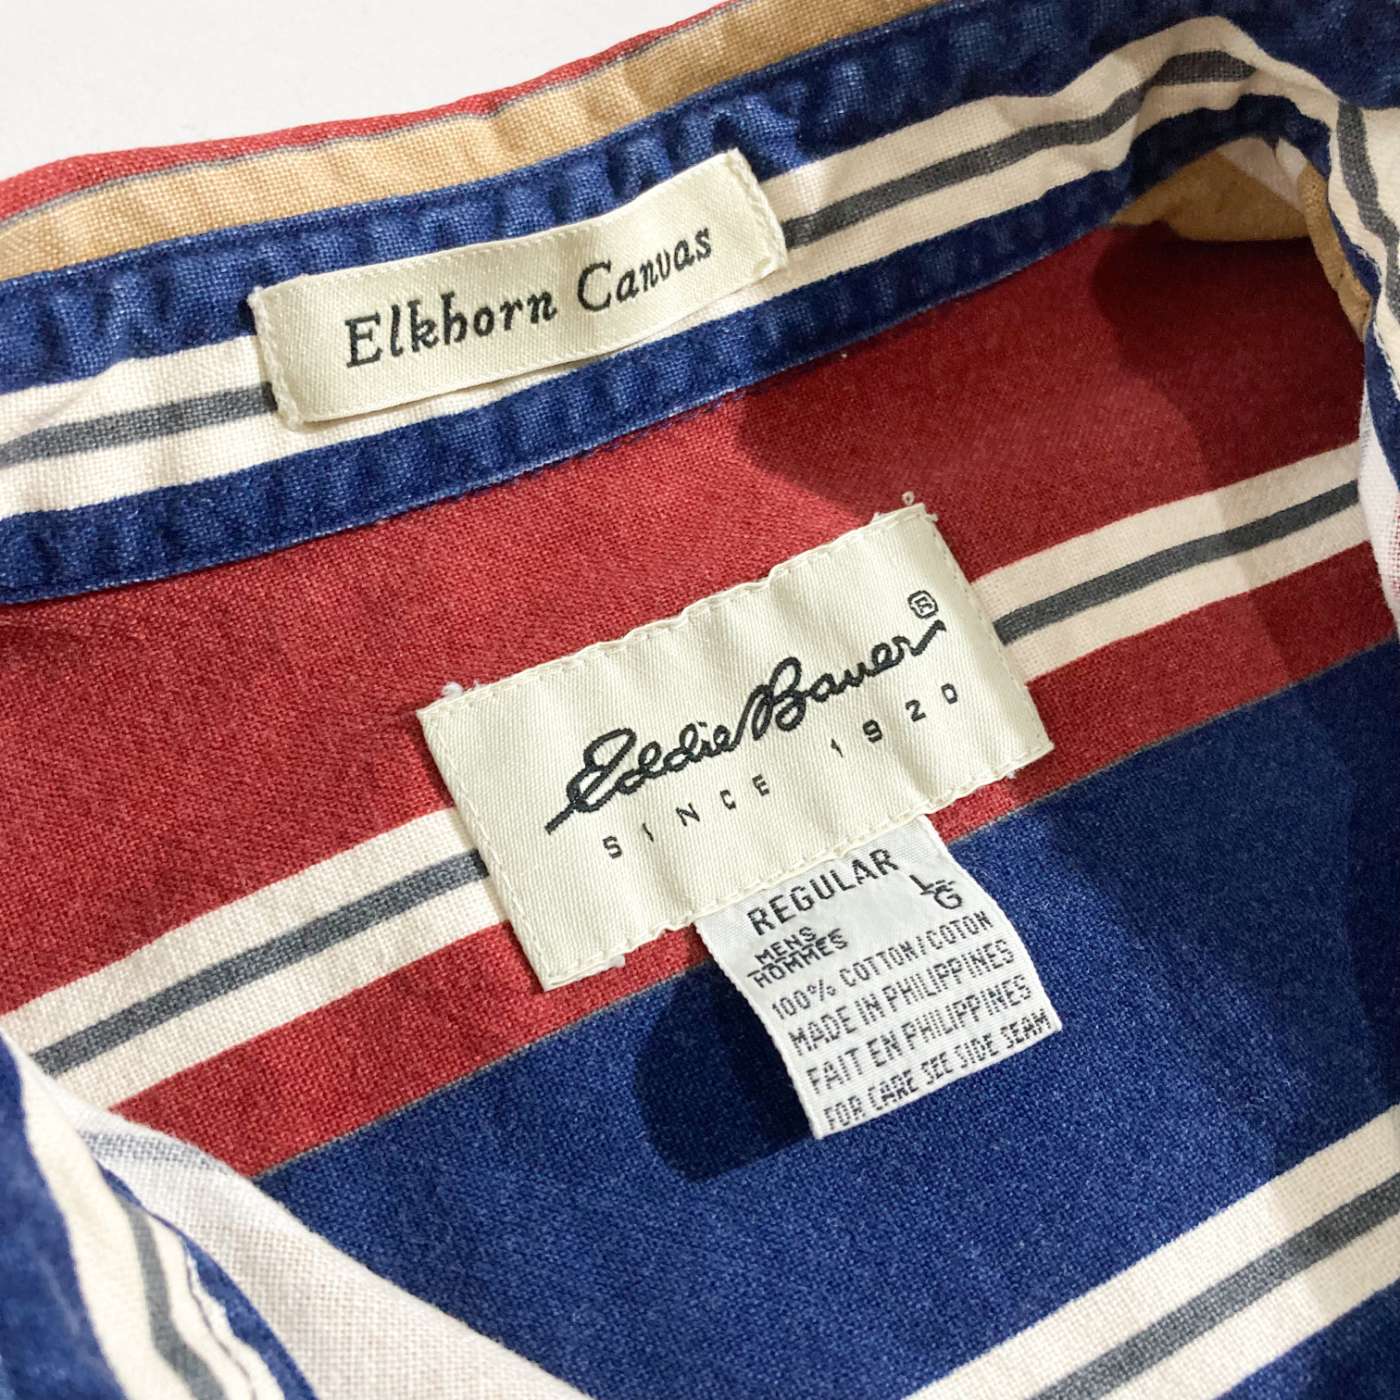 Elkhorn Canvas
Eddie Bauer®
SINCE 1920
REGULAR L-G
MENS
HOMMES
100% COTTON/COTON
MADE IN PHILIPPINES
FAIT EN PHILIPPINES
FOR CARE SEE SIDE SEAM